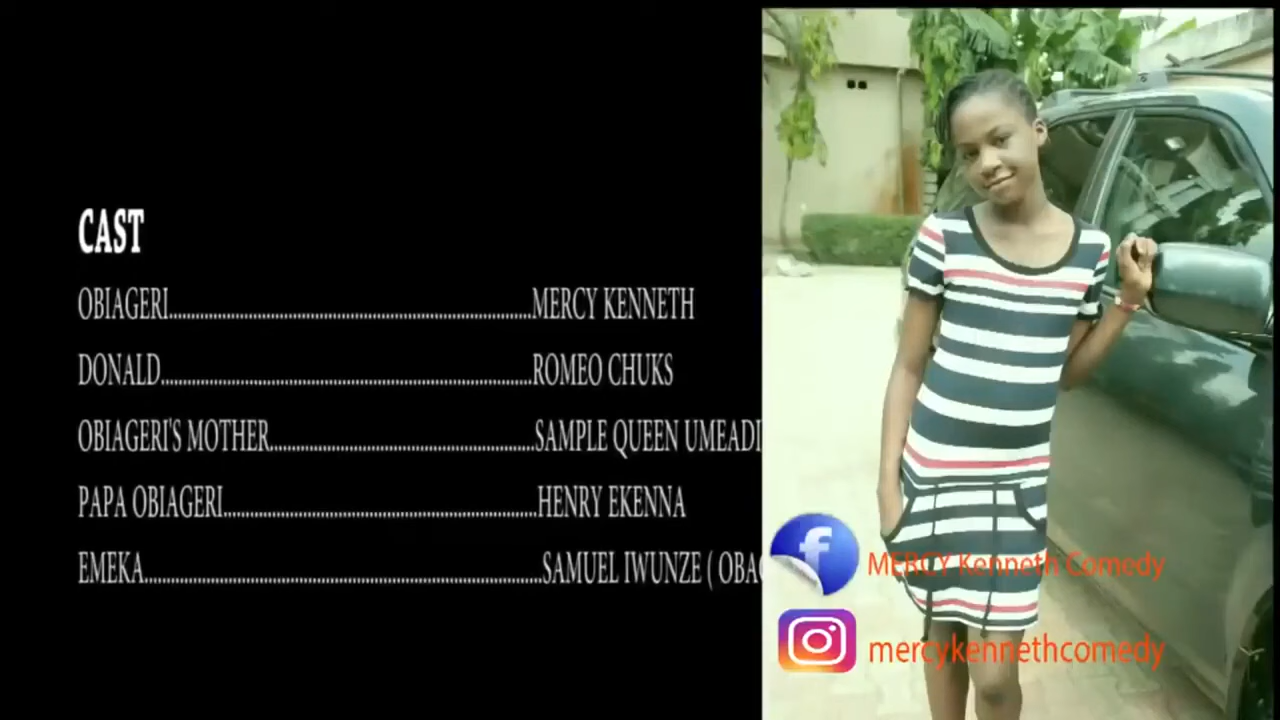 CAST
OBIAGERI..........................................................................MERCY KENNETH
DONALD............................................................................ROMEO CHUKS
OBIAGERI'S MOTHER.........................................................SAMPLE QUEEN UMEADI
PAPA OBIAGERI...................................................................HENRY EKENNA
EMEKA.....................................................................................SAMUEL IWUNZE ( OBA
MERCY Kenneth Comedy
mercykennethcomedy